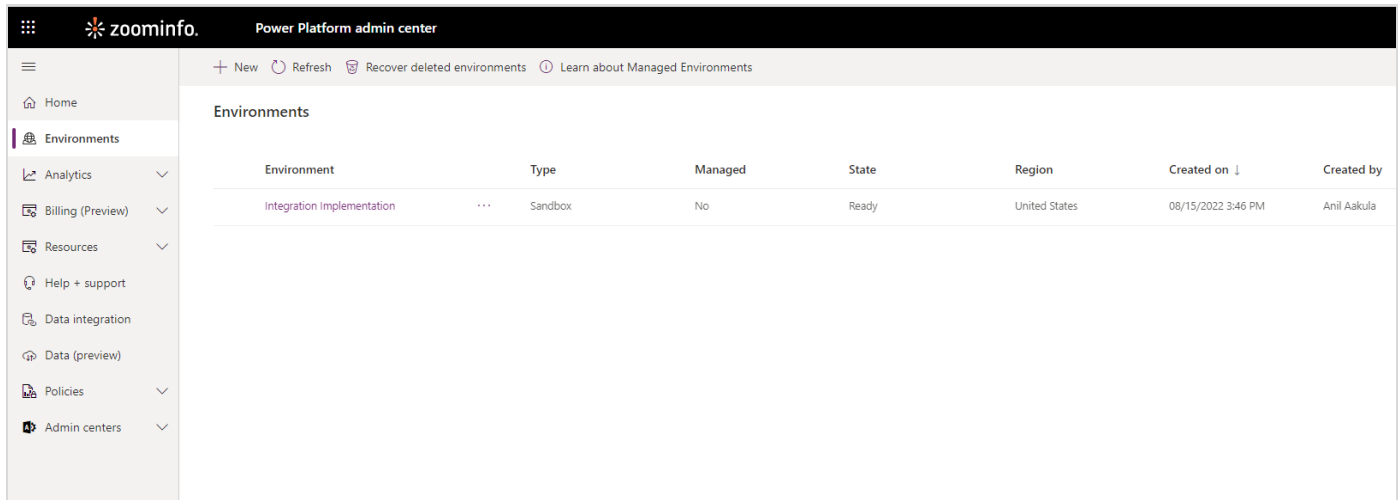 zoominfo. Power Platform admin center
New Refresh Recover deleted environments Learn about Managed Environments
Home
Environments
Analytics
Billing (Preview)
Resources
Help + support
Data integration
Data (preview)
Policies
Admin centers
Environments
Environment Type Managed State Region Created on ↓ Created by
Integration Implementation ... Sandbox No Ready United States 08/15/2022 3:46 PM Anil Aakula